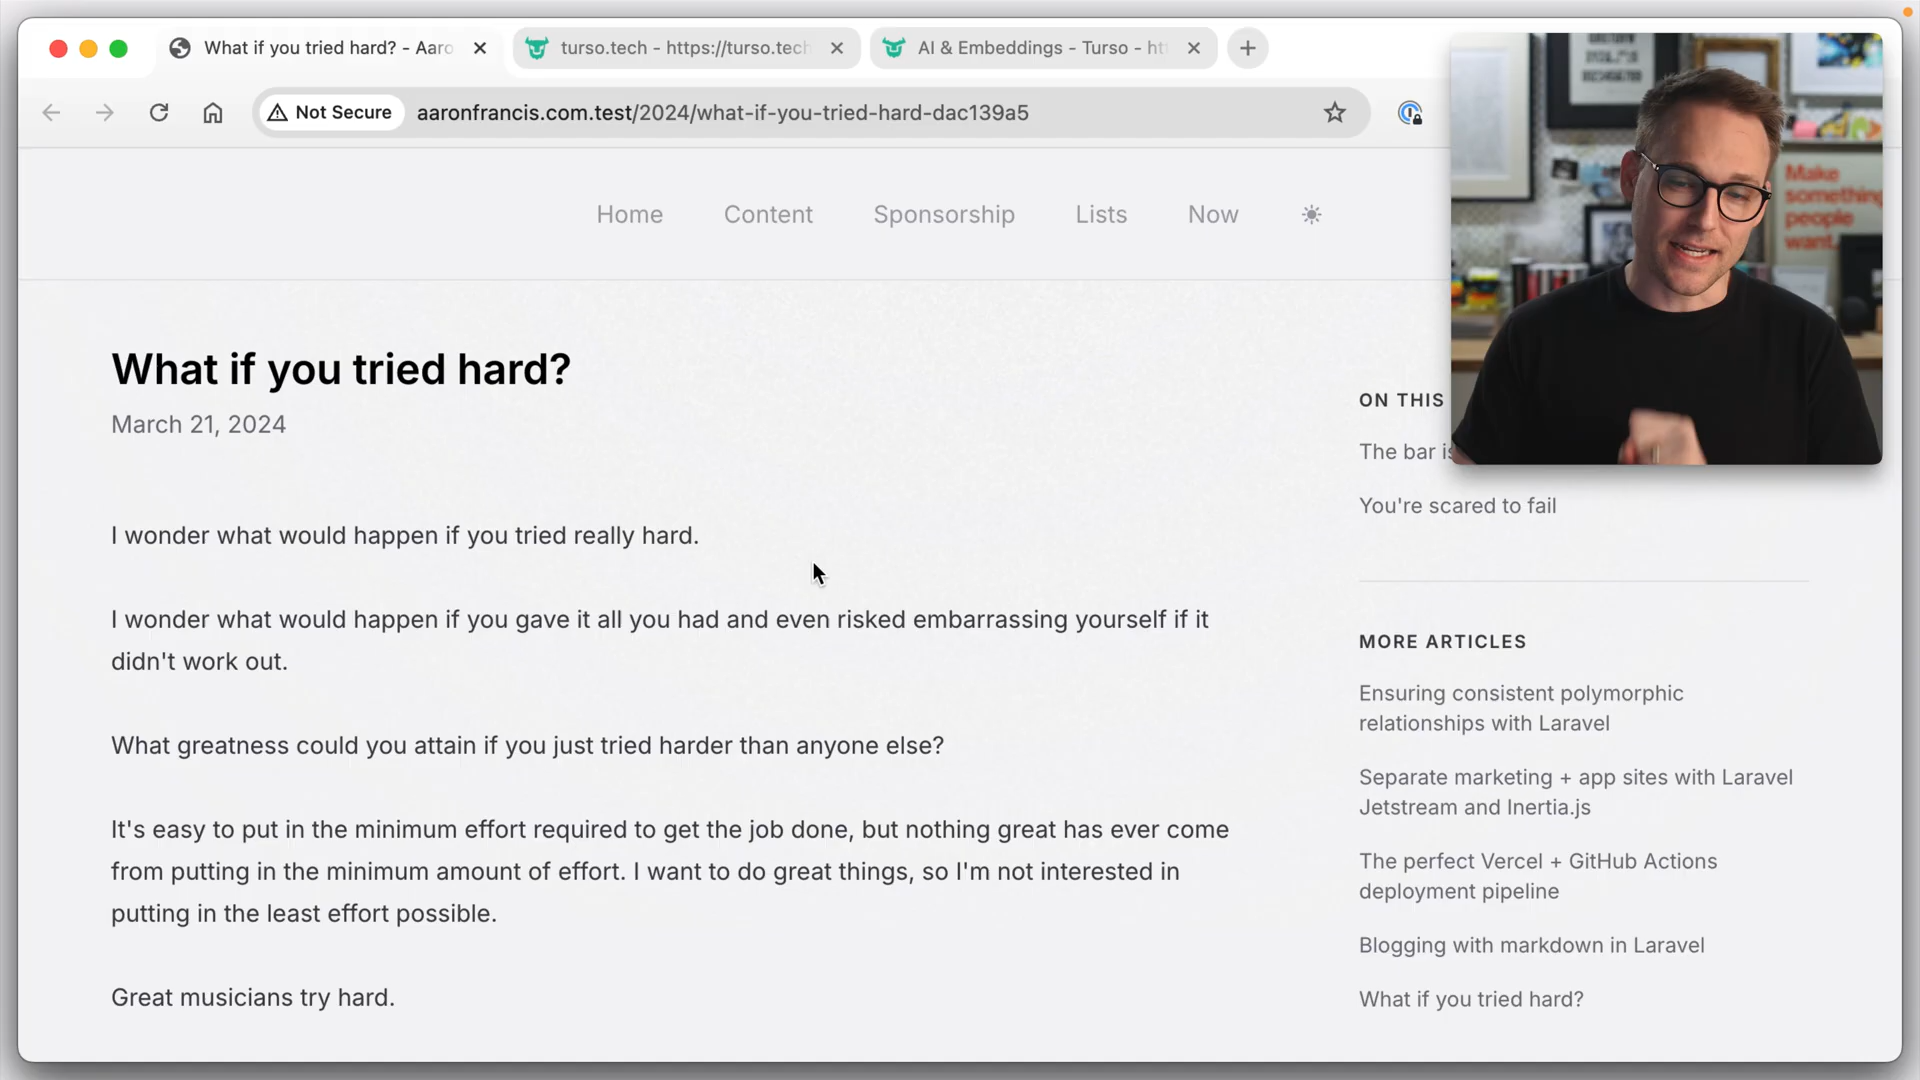 What if you tried hard? - Aaro
turso.tech - https://turso.tech
AI & Embeddings - Turso - ht
Not Secure
aaronfrancis.com.test/2024/what-if-you-tried-hard-dac139a5
Home
Content
Sponsorship
Lists
Now
Make
something
people
want.
What if you tried hard?
March 21, 2024
I wonder what would happen if you tried really hard.
I wonder what would happen if you gave it all you had and even risked embarrassing yourself if it
didn't work out.
What greatness could you attain if you just tried harder than anyone else?
It's easy to put in the minimum effort required to get the job done, but nothing great has ever come
from putting in the minimum amount of effort. I want to do great things, so I'm not interested in
putting in the least effort possible.
Great musicians try hard.
ON THIS
The bar is
You're scared to fail
MORE ARTICLES
Ensuring consistent polymorphic
relationships with Laravel
Separate marketing + app sites with Laravel
Jetstream and Inertia.js
The perfect Vercel + GitHub Actions
deployment pipeline
Blogging with markdown in Laravel
What if you tried hard?